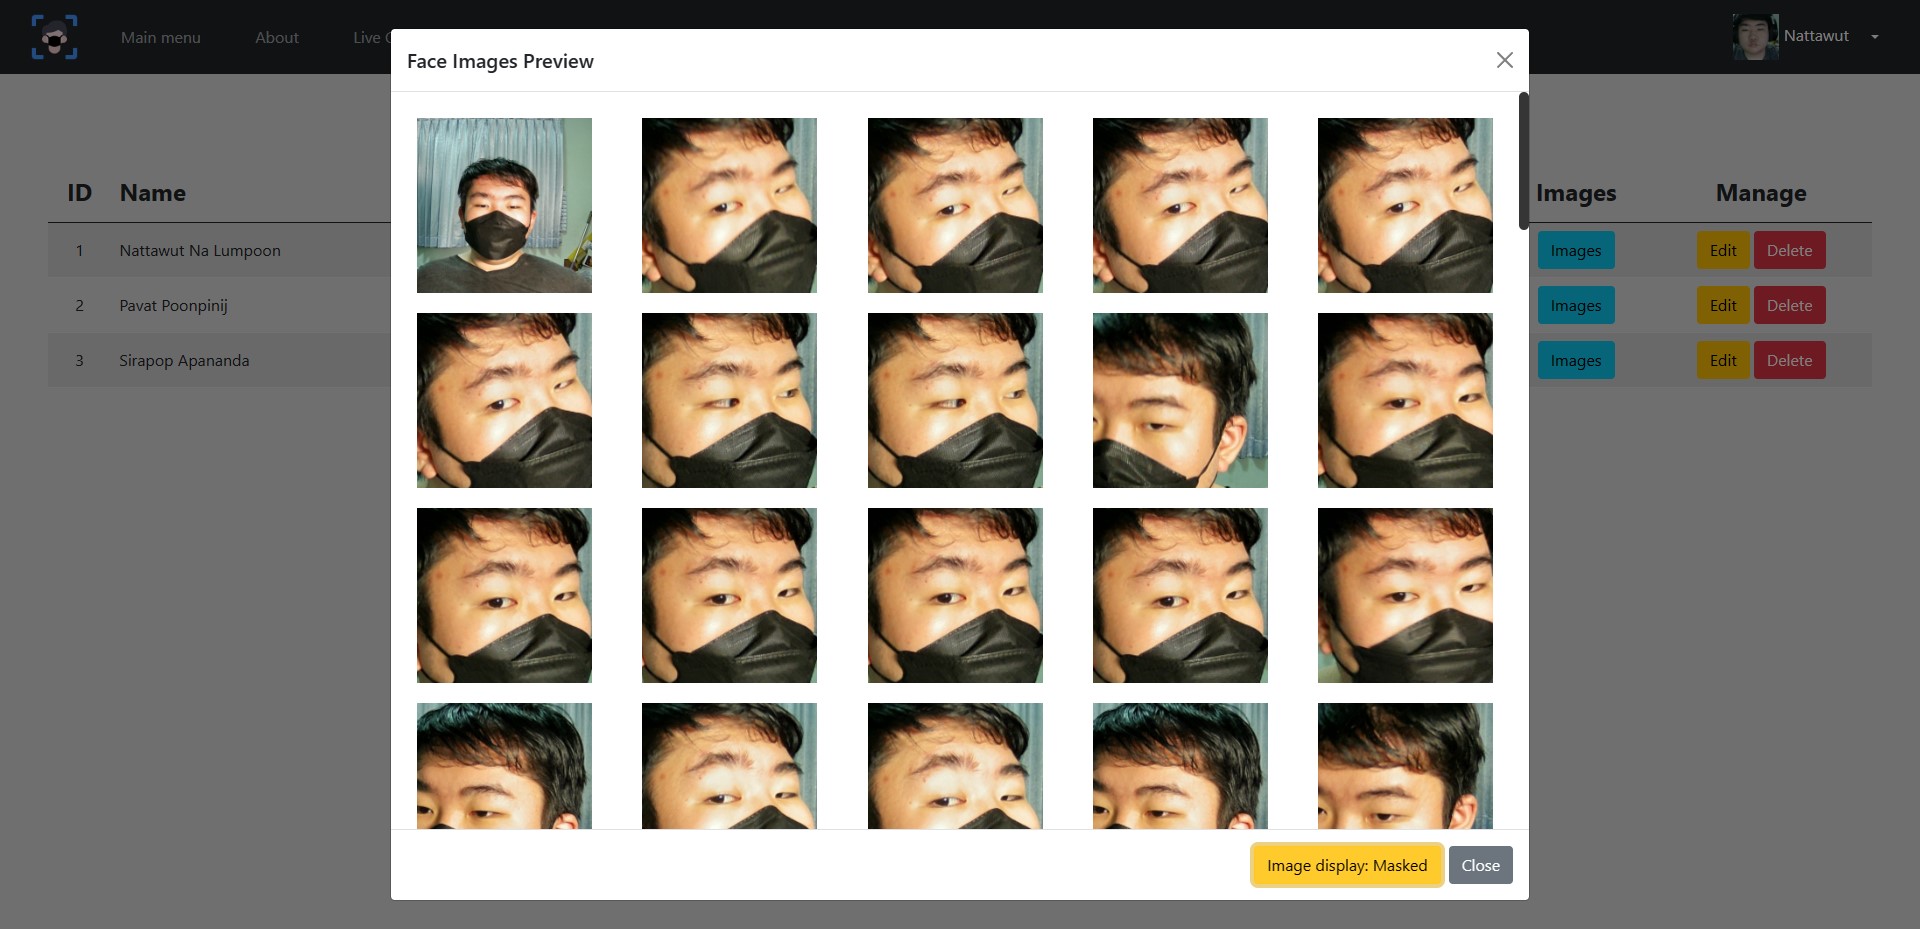 Main menu
About
Live C
Nattawut
Face Images Preview
ID Name Images Manage
1 Nattawut Na Lumpoon Images Edit Delete
2 Pavat Poonpinij Images Edit Delete
3 Sirapop Apananda Images Edit Delete
Image display: Masked
Close